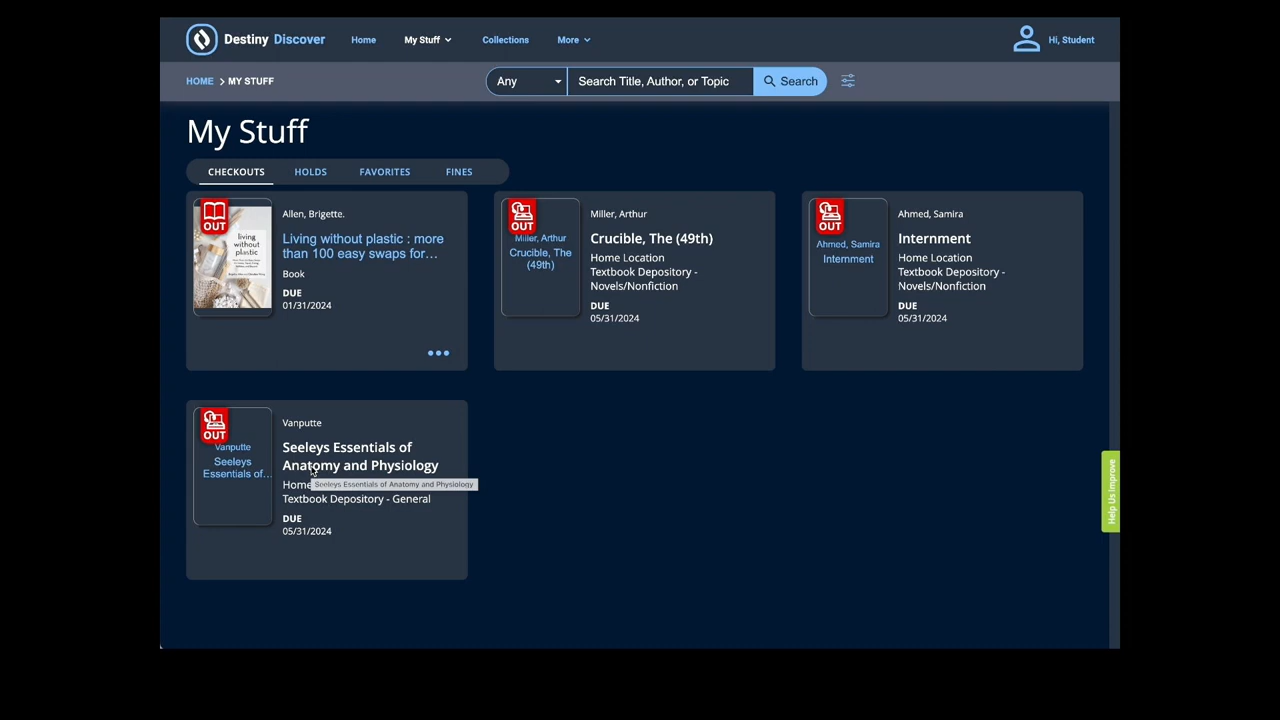 Destiny Discover
Home
My Stuff
Collections
More
Hi, Student
HOME > MY STUFF
Any
Search Title, Author, or Topic
Search
My Stuff
CHECKOUTS
HOLDS
FAVORITES
FINES
OUT
living
without
plastic
Allen, Brigette.
Living without plastic : more
than 100 easy swaps for...
Book
DUE
01/31/2024
OUT
Miller, Arthur
Crucible, The
(49th)
Miller, Arthur
Crucible, The (49th)
Home Location
Textbook Depository -
Novels/Nonfiction
DUE
05/31/2024
OUT
Ahmed, Samira
Internment
Ahmed, Samira
Internment
Home Location
Textbook Depository -
Novels/Nonfiction
DUE
05/31/2024
OUT
Vanputte
Seeleys
Essentials of...
Vanputte
Seeleys Essentials of
Anatomy and Physiology
Home
Seeleys Essentials of Anatomy and Physiology
Textbook Depository - General
DUE
05/31/2024
Help Us Improve